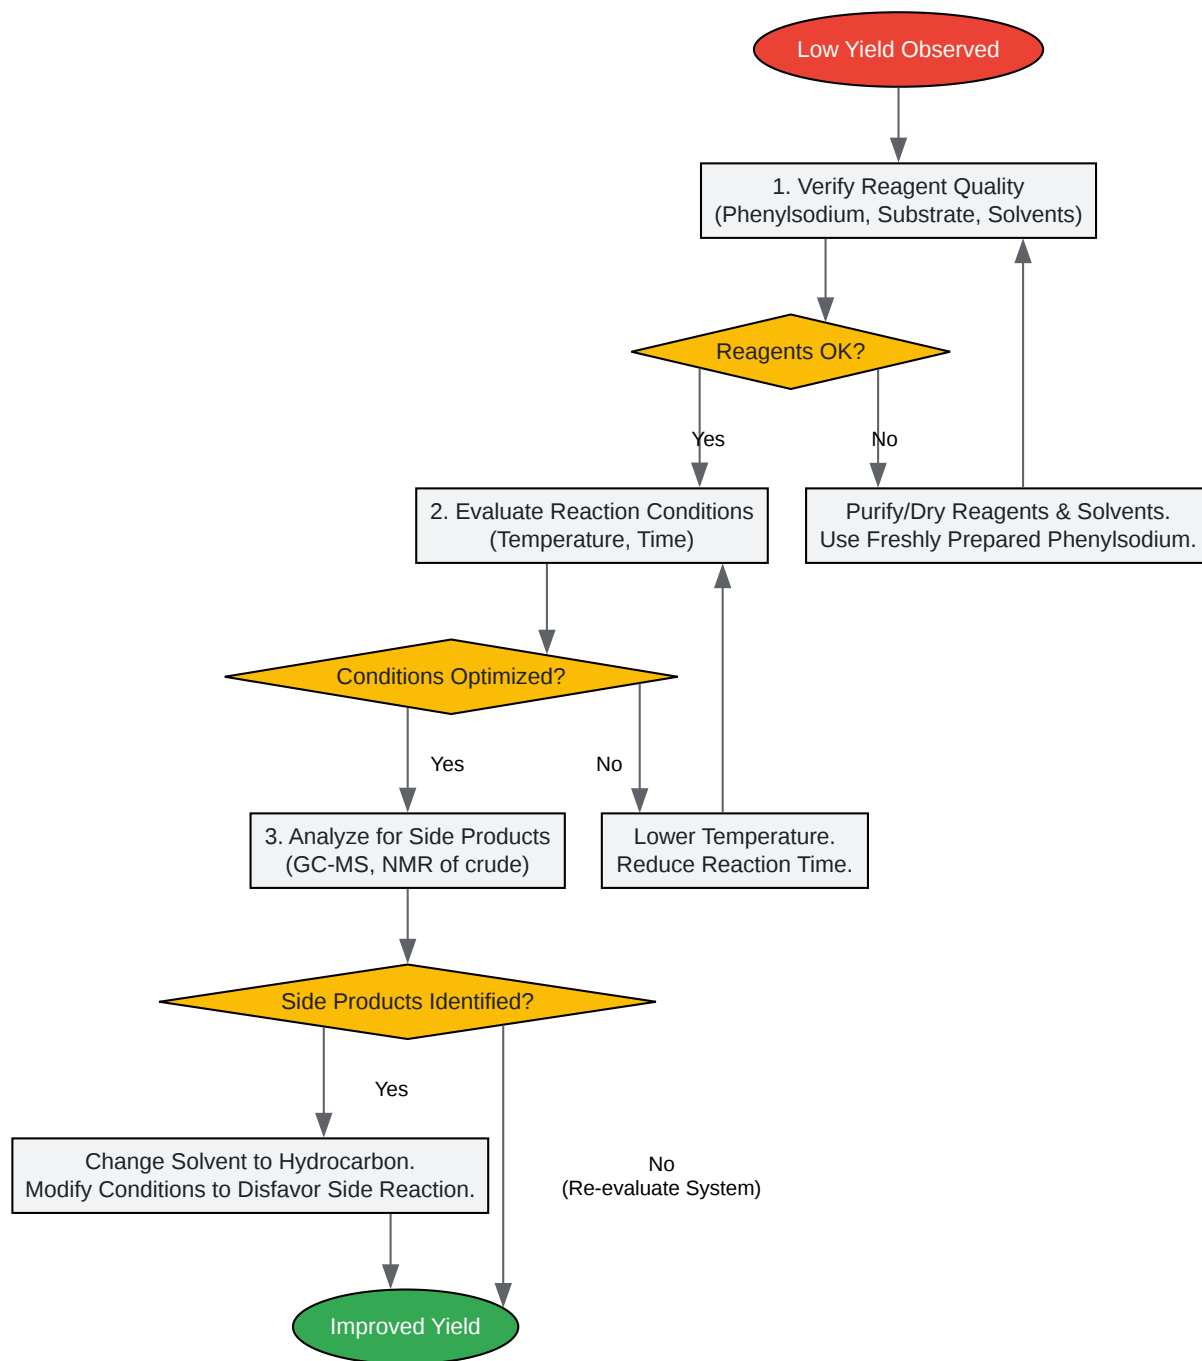 Low Yield Observed
1. Verify Reagent Quality
(Phenylsodium, Substrate, Solvents)
Reagents OK?
Yes
No
2. Evaluate Reaction Conditions
(Temperature, Time)
Purify/Dry Reagents & Solvents.
Use Freshly Prepared Phenylsodium.
Conditions Optimized?
Yes
No
3. Analyze for Side Products
(GC-MS, NMR of crude)
Lower Temperature.
Reduce Reaction Time.
Side Products Identified?
Yes
Change Solvent to Hydrocarbon.
Modify Conditions to Disfavor Side Reaction.
No
(Re-evaluate System)
Improved Yield